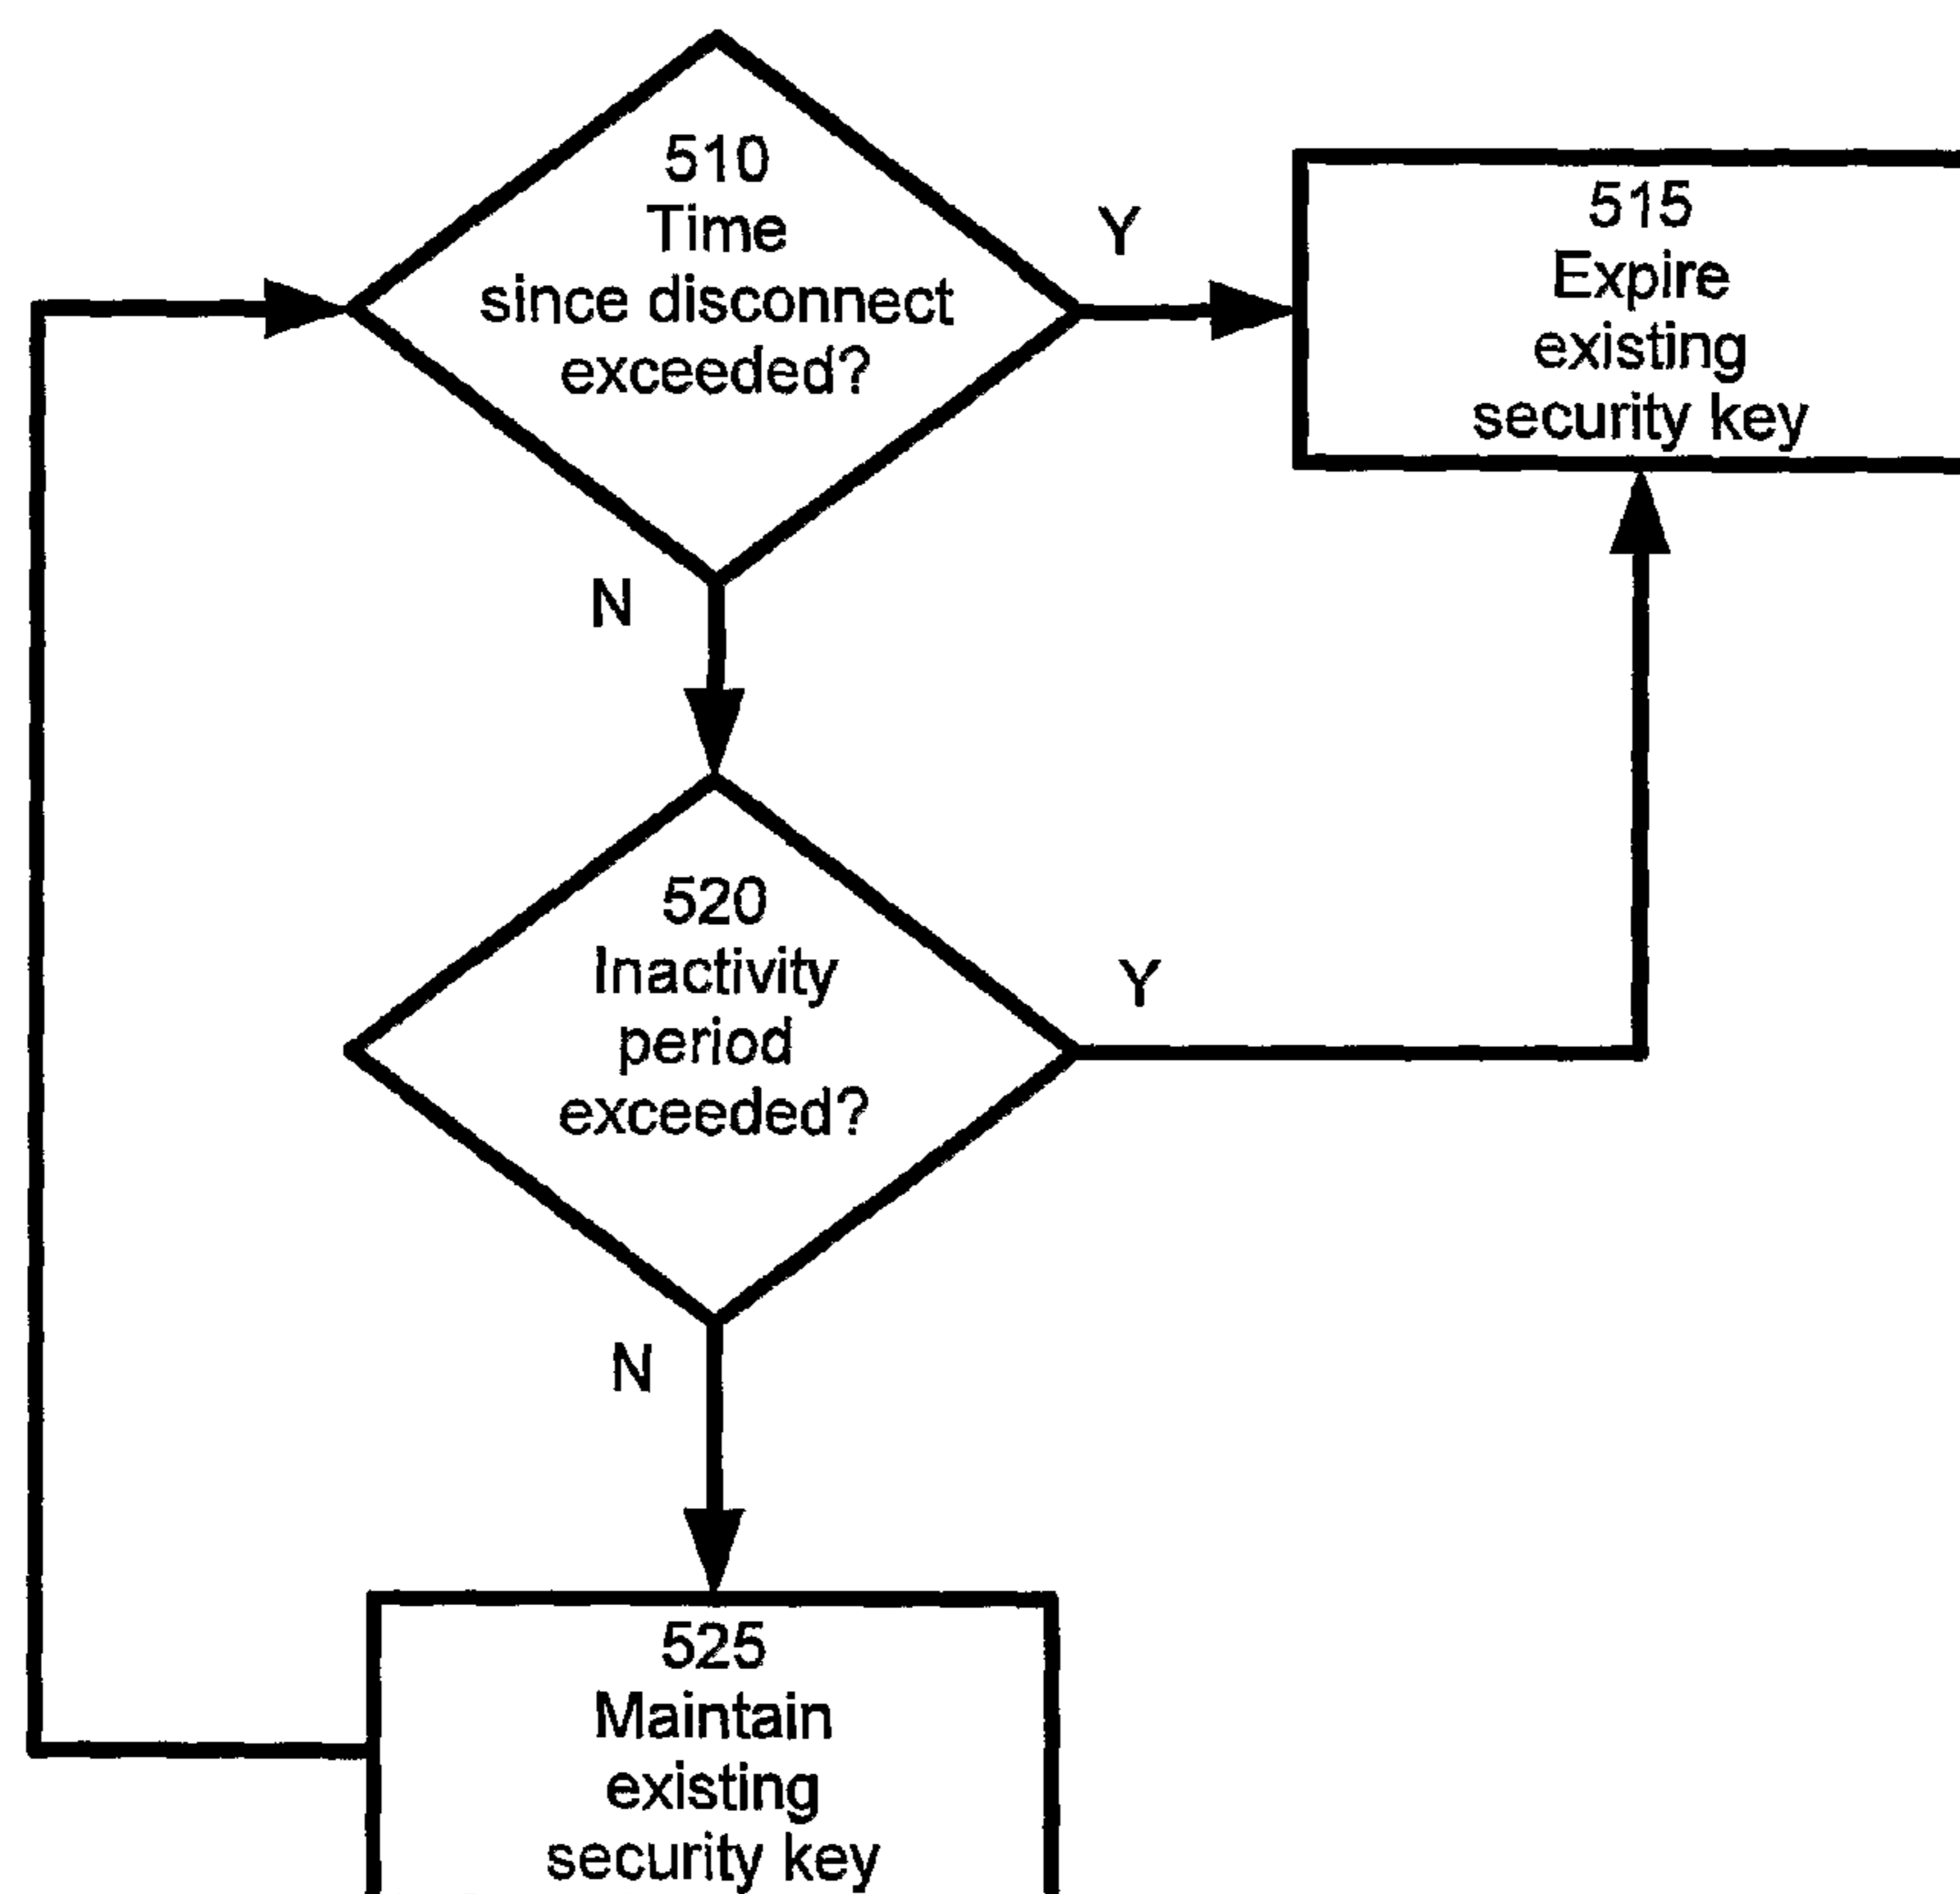 510
Time
since disconnect
exceeded?
Y
515
Expire
existing
security key
N
520
Inactivity
period
exceeded?
Y
N
525
Maintain
existing
security key